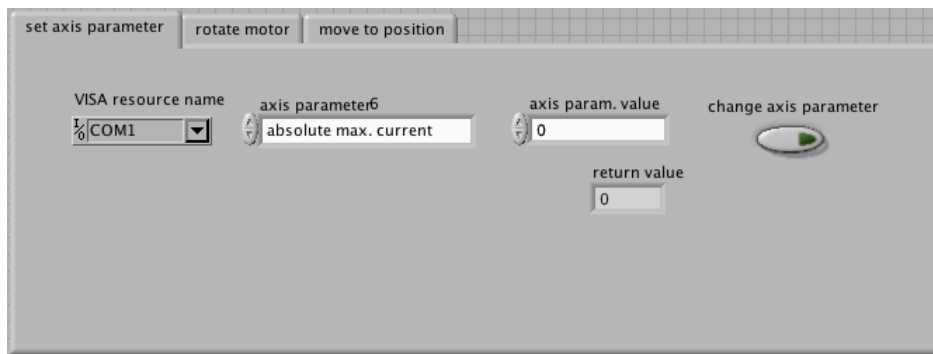 set axis parameter
rotate motor
move to position
VISA resource name
axis parameter6
axis param. value
change axis parameter
I/0 COM1
absolute max. current
0
return value
0